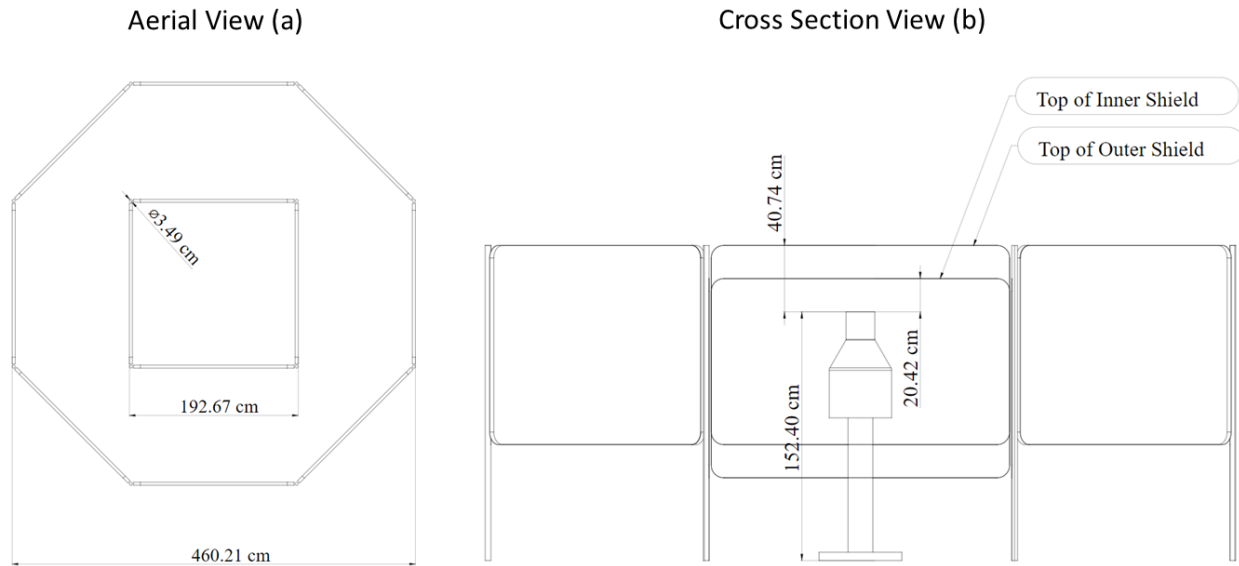 Aerial View (a)
Cross Section View (b)
Top of Inner Shield
Top of Outer Shield
40.74 cm
⌀3.49 cm
20.42 cm
152.40 cm
192.67 cm
460.21 cm